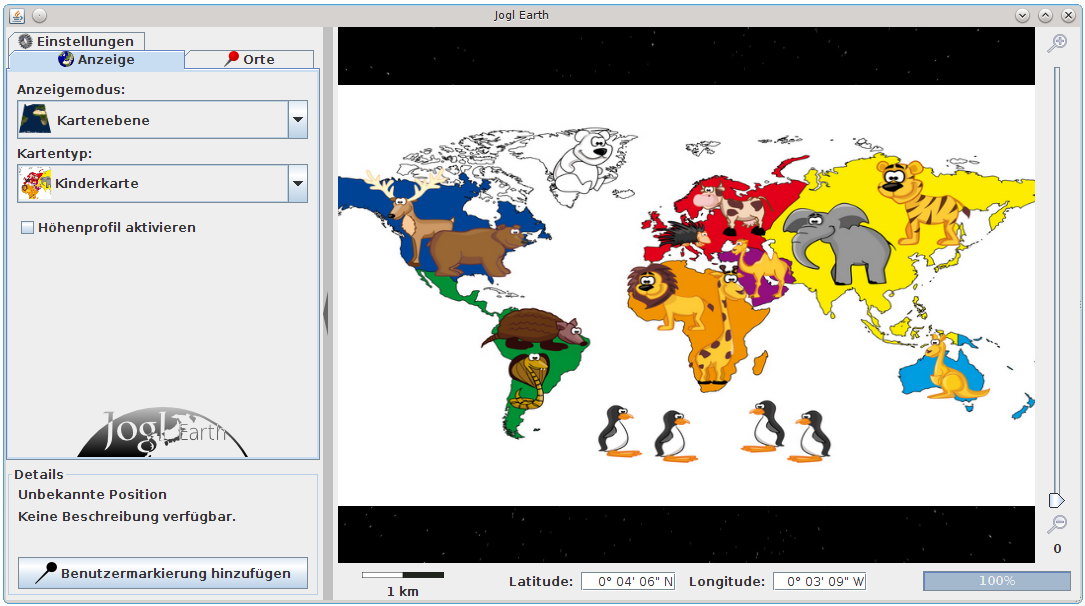 Jogl Earth
Einstellungen
Anzeige
Orte
Anzeigemodus:
Kartenebene
Kartentyp:
Kinderkarte
Höhenprofil aktivieren
Jogl Earth
Details
Unbekannte Position
Keine Beschreibung verfügbar.
Benutzermarkierung hinzufügen
0
1 km
Latitude: 0° 04' 06" N Longitude: 0° 03' 09" W 100%